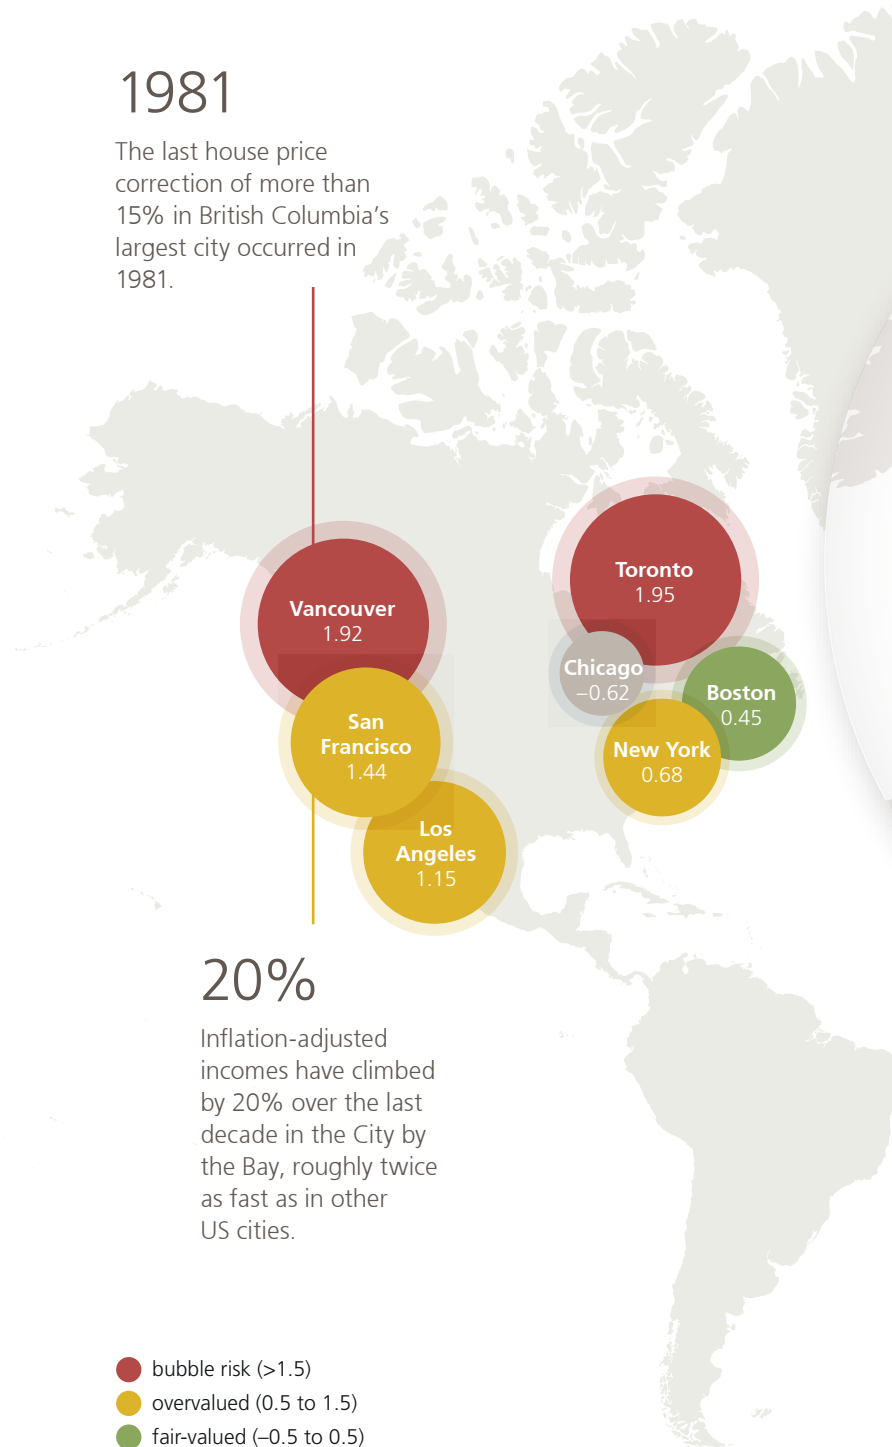 1981
The last house price
correction of more than
15% in British Columbia’s
largest city occurred in
1981.
Toronto
1.95
Vancouver
1.92
Chicago
–0.62
Boston
0.45
San
Francisco
1.44
New York
0.68
Los
Angeles
1.15
20%
Inflation-adjusted
incomes have climbed
by 20% over the last
decade in the City by
the Bay, roughly twice
as fast as in other
US cities.
bubble risk (>1.5)
overvalued (0.5 to 1.5)
fair-valued (–0.5 to 0.5)